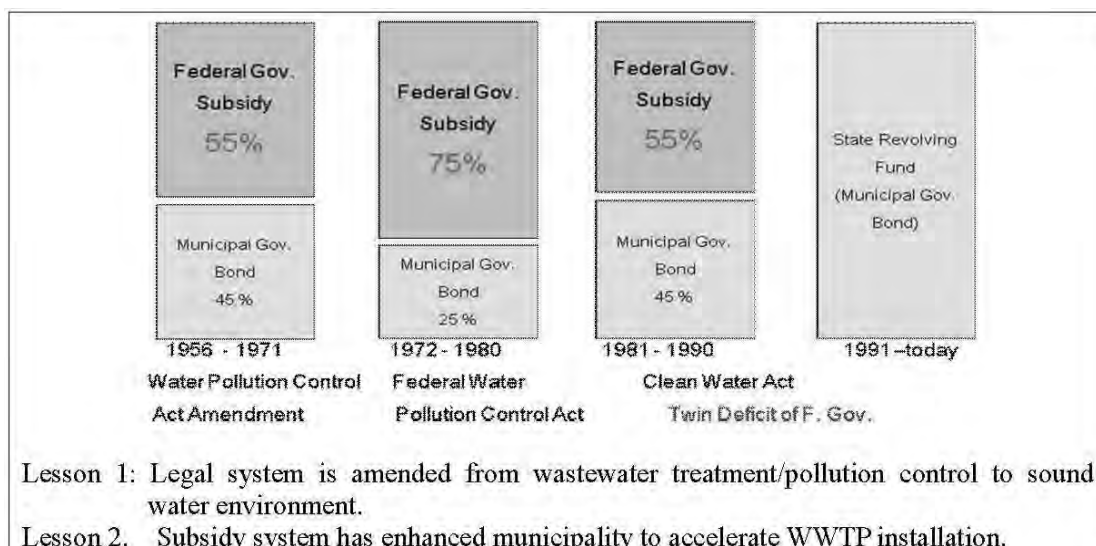 Federal Gov.
Subsidy
55%
Municipal Gov.
Bond
45 %
1956 - 1971
Water Pollution Control
Act Amendment
Federal Gov.
Subsidy
75%
Municipal Gov.
Bond
25 %
1972 - 1980
Federal Water
Pollution Control Act
Federal Gov.
Subsidy
55%
Municipal Gov.
Bond
45 %
1981 - 1990
Clean Water Act
Twin Deficit of F. Gov.
State Revolving
Fund
(Municipal Gov.
Bond)
1991 –today
Lesson 1: Legal system is amended from wastewater treatment/pollution control to sound
water environment.
Lesson 2. Subsidy system has enhanced municipality to accelerate WWTP installation.